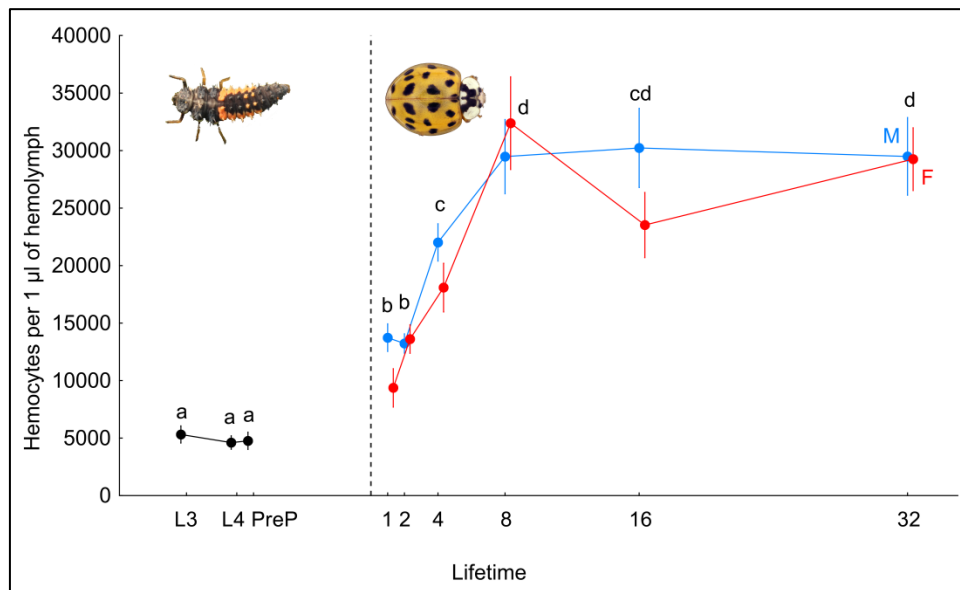 40000
35000
30000
25000
20000
15000
10000
5000
0
Hemocytes per 1 µl of hemolymph
a
a
a
b
b
c
d
cd
d
M
F
L3
L4
PreP
1
2
4
8
16
32
Lifetime